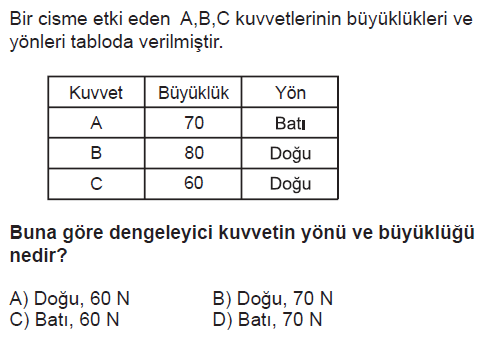 Bir cisme etki eden A,B,C kuvvetlerinin büyüklükleri ve
yönleri tabloda verilmiştir.
Kuvvet Büyüklük Yön
A 70 Batı
B 80 Doğu
C 60 Doğu
Buna göre dengeleyici kuvvetin yönü ve büyüklüğü
nedir?
A) Doğu, 60 N B) Doğu, 70 N
C) Batı, 60 N D) Batı, 70 N